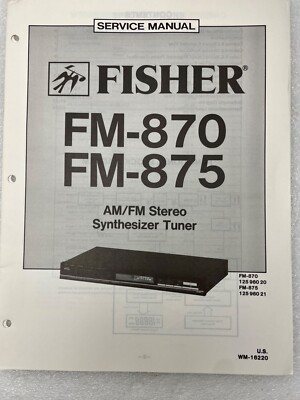 SERVICE MANUAL
FISHER®
FM-870
FM-875
AM/FM Stereo
Synthesizer Tuner
FM-870
125 960 20
FM-875
125 960 21
U.S.
WM-16220